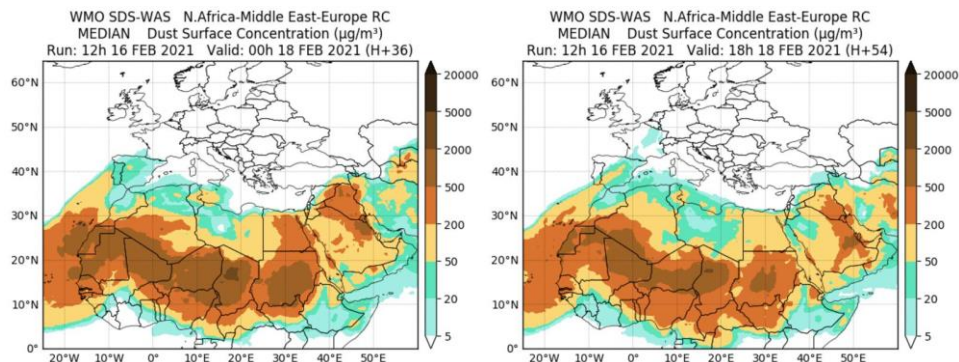 WMO SDS-WAS N.Africa-Middle East-Europe RC
MEDIAN Dust Surface Concentration (µg/m³)
Run: 12h 16 FEB 2021 Valid: 00h 18 FEB 2021 (H+36)
60°N
50°N
40°N
30°N
20°N
10°N
0°
20°W
10°W
0°
10°E
20°E
30°E
40°E
50°E
20000
5000
2000
500
200
50
20
5
WMO SDS-WAS N.Africa-Middle East-Europe RC
MEDIAN Dust Surface Concentration (µg/m³)
Run: 12h 16 FEB 2021 Valid: 18h 18 FEB 2021 (H+54)
60°N
50°N
40°N
30°N
20°N
10°N
0°
20°W
10°W
0°
10°E
20°E
30°E
40°E
50°E
20000
5000
2000
500
200
50
20
5